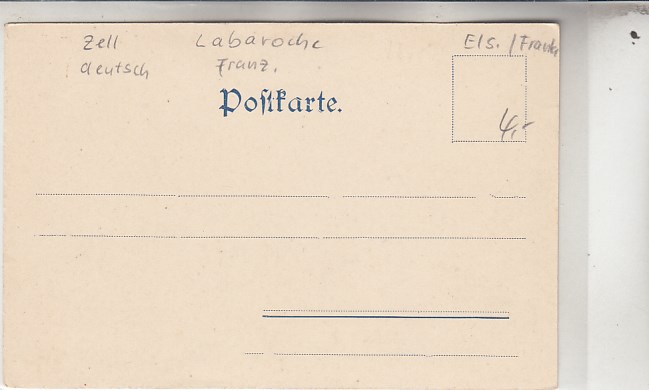 Zell Labaroche Els. / Frankr
deutsch Franz.
Poſtkarte.
4,-